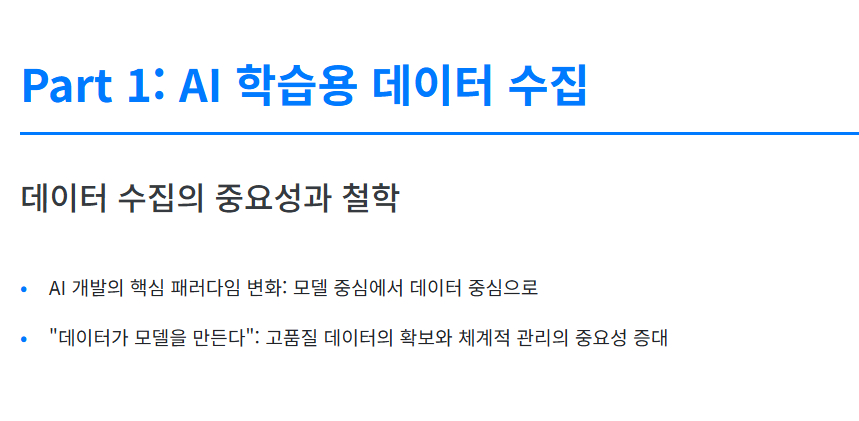 Part 1: AI 학습용 데이터 수집
데이터 수집의 중요성과 철학
• AI 개발의 핵심 패러다임 변화: 모델 중심에서 데이터 중심으로
• "데이터가 모델을 만든다": 고품질 데이터의 확보와 체계적 관리의 중요성 증대